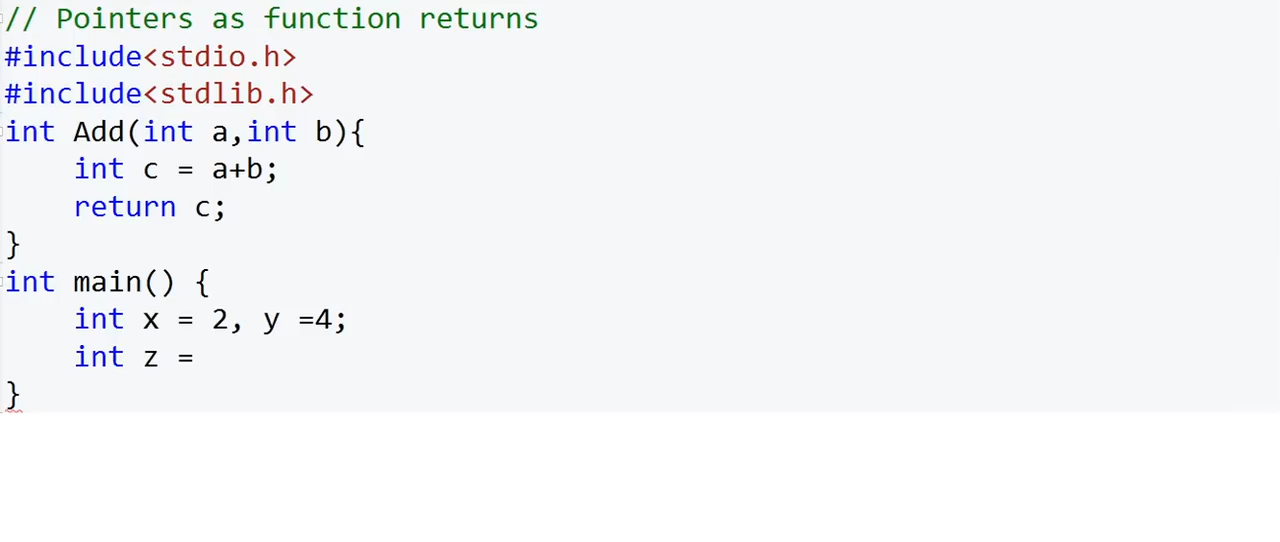 // Pointers as function returns
#include<stdio.h>
#include<stdlib.h>
int Add(int a,int b){
    int c = a+b;
    return c;
}
int main() {
    int x = 2, y =4;
    int z =
}